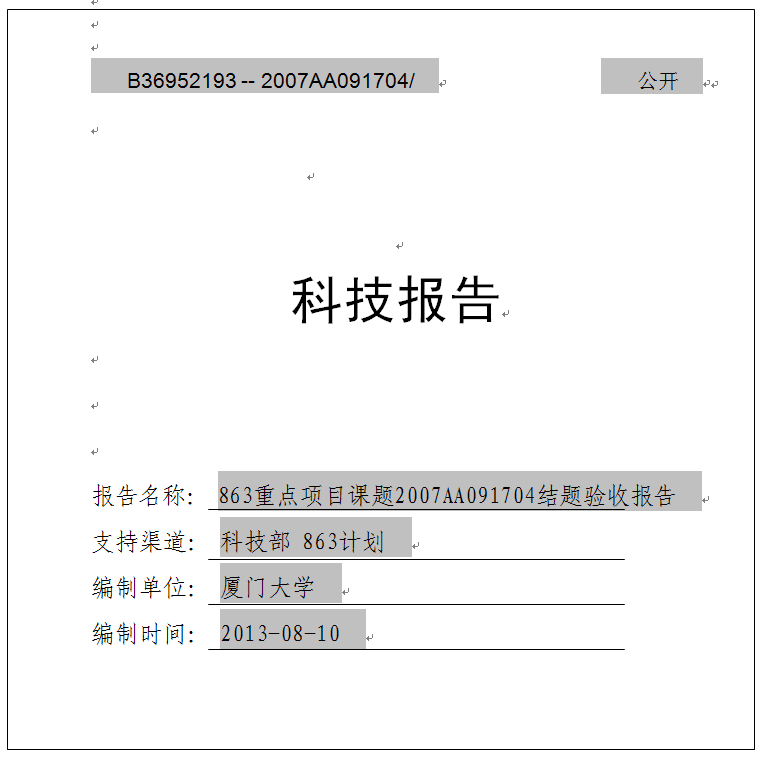 B36952193 -- 2007AA091704/ 公开
科技报告
报告名称: 863重点项目课题2007AA091704结题验收报告
支持渠道: 科技部 863计划
编制单位: 厦门大学
编制时间: 2013-08-10